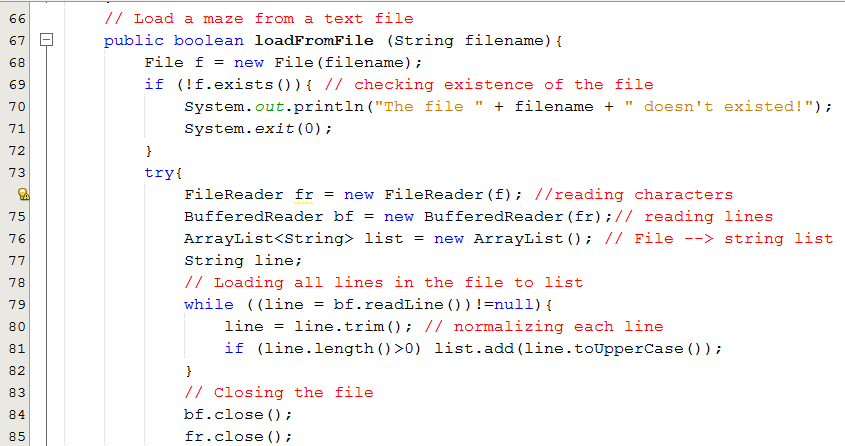 66 // Load a maze from a text file
67 public boolean loadFromFile (String filename){
68 File f = new File(filename);
69 if (!f.exists()){ // checking existence of the file
70 System.out.println("The file " + filename + " doesn't existed!");
71 System.exit(0);
72 }
73 try{
FileReader fr = new FileReader(f); //reading characters
75 BufferedReader bf = new BufferedReader(fr);// reading lines
76 ArrayList<String> list = new ArrayList(); // File --> string list
77 String line;
78 // Loading all lines in the file to list
79 while ((line = bf.readLine())!=null){
80 line = line.trim(); // normalizing each line
81 if (line.length()>0) list.add(line.toUpperCase());
82 }
83 // Closing the file
84 bf.close();
85 fr.close();